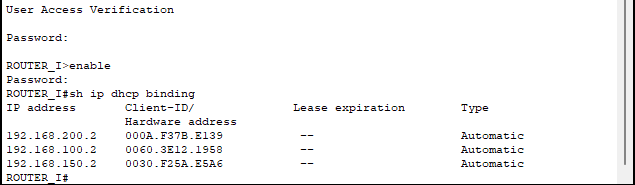 User Access Verification
Password:
ROUTER_I>enable
Password:
ROUTER_I#sh ip dhcp binding
IP address Client-ID/ Lease expiration Type
Hardware address
192.168.200.2 000A.F37B.E139 -- Automatic
192.168.100.2 0060.3E12.1958 -- Automatic
192.168.150.2 0030.F25A.E5A6 -- Automatic
ROUTER_I#